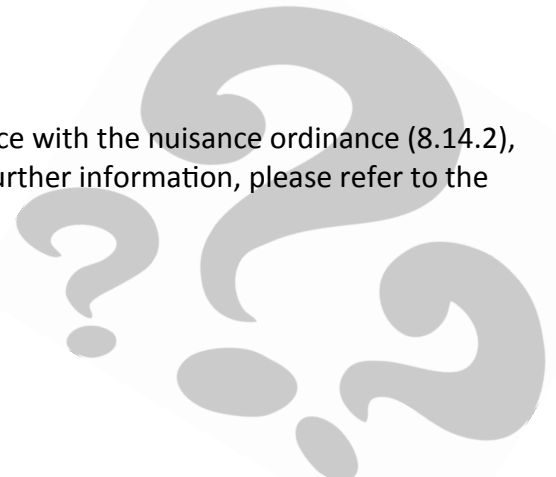 ce with the nuisance ordinance (8.14.2),
urther information, please refer to the